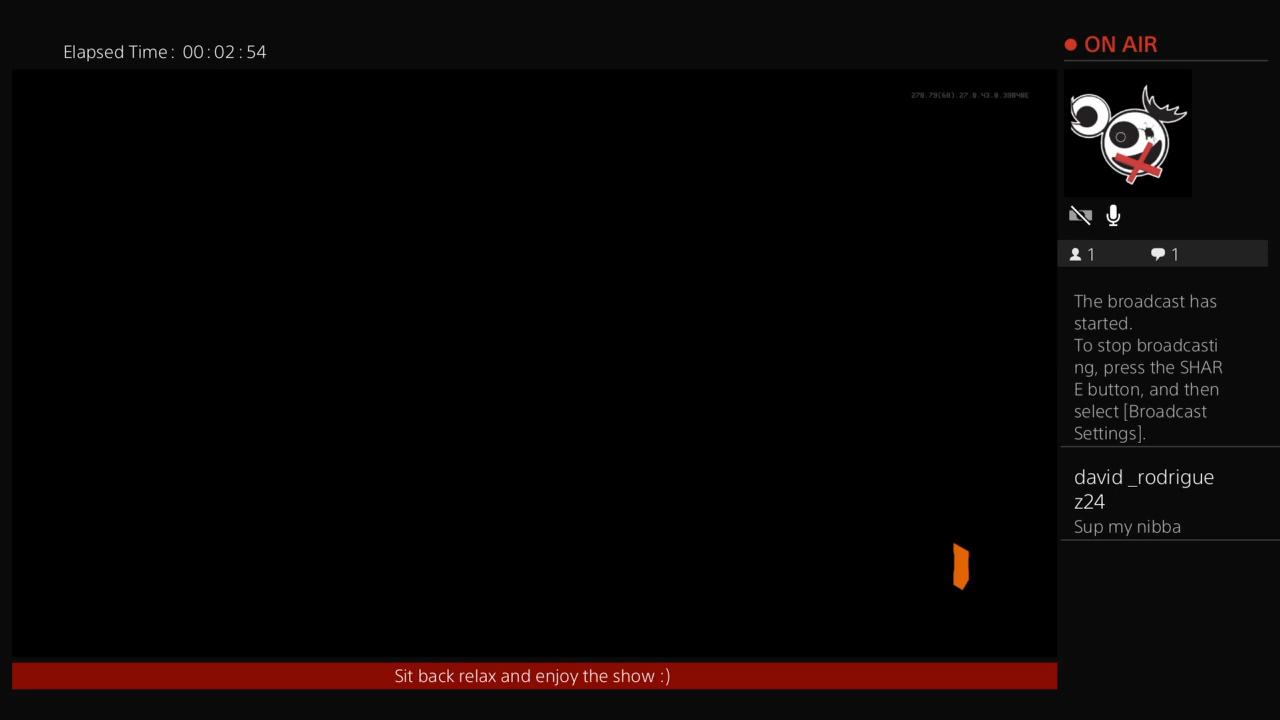 Elapsed Time: 00:02:54
ON AIR
1 1
The broadcast has
started.
To stop broadcasti
ng, press the SHAR
E button, and then
select [Broadcast
Settings].
david _rodrigue
z24
Sup my nibba
Sit back relax and enjoy the show :)